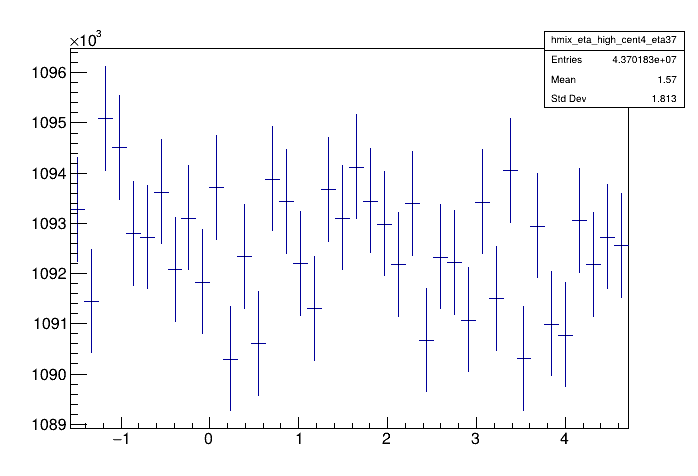 ×10³
hmix_eta_high_cent4_eta37
Entries 4.370183e+07
Mean 1.57
Std Dev 1.813
1096
1095
1094
1093
1092
1091
1090
1089
−1 0 1 2 3 4